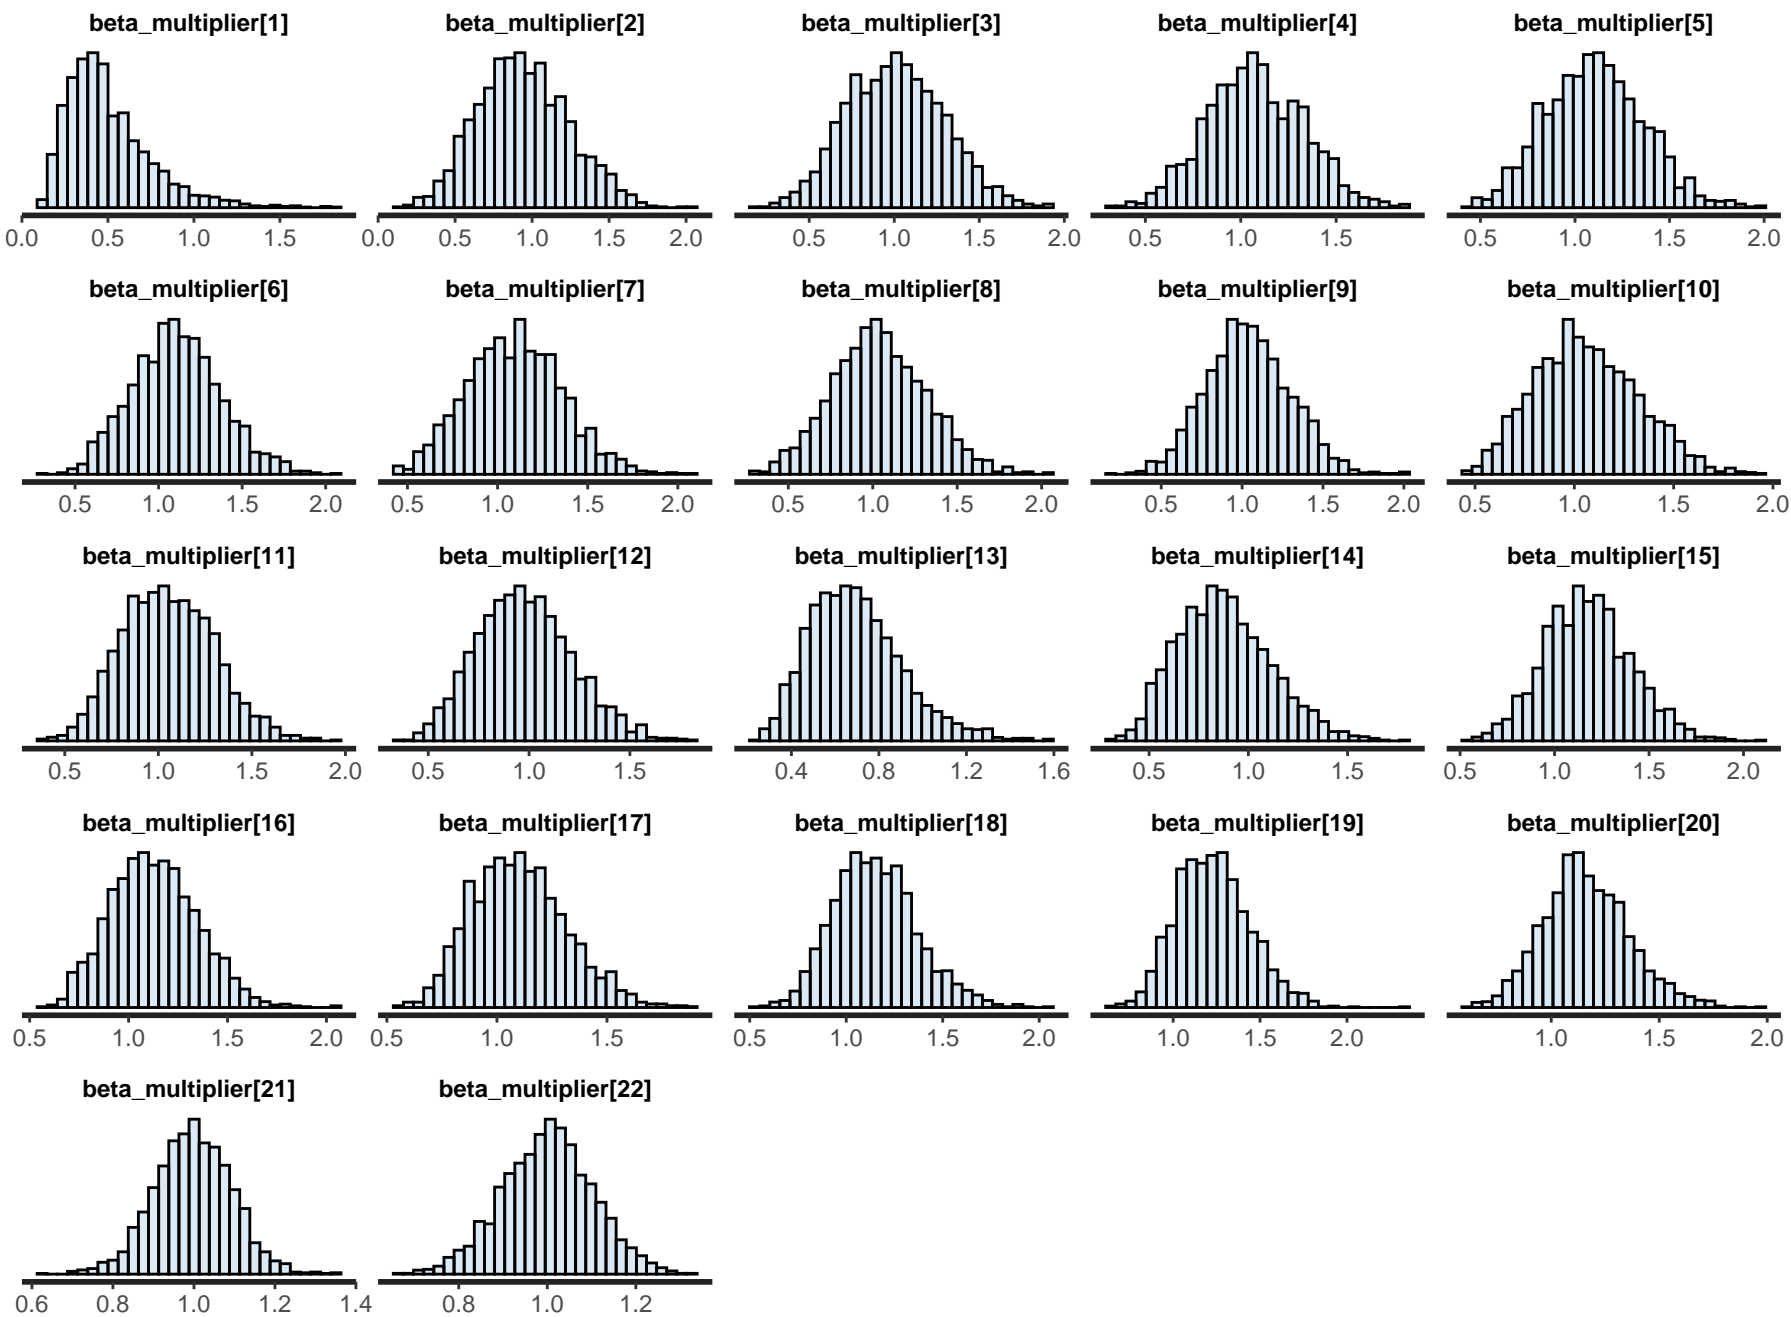 beta_multiplier[1] beta_multiplier[2] beta_multiplier[3] beta_multiplier[4] beta_multiplier[5]
0.0 0.5 1.0 1.5 0.0 0.5 1.0 1.5 2.0 0.5 1.0 1.5 2.0 0.5 1.0 1.5 0.5 1.0 1.5 2.0
beta_multiplier[6] beta_multiplier[7] beta_multiplier[8] beta_multiplier[9] beta_multiplier[10]
0.5 1.0 1.5 2.0 0.5 1.0 1.5 2.0 0.5 1.0 1.5 2.0 0.5 1.0 1.5 2.0 0.5 1.0 1.5 2.0
beta_multiplier[11] beta_multiplier[12] beta_multiplier[13] beta_multiplier[14] beta_multiplier[15]
0.5 1.0 1.5 2.0 0.5 1.0 1.5 0.4 0.8 1.2 1.6 0.5 1.0 1.5 0.5 1.0 1.5 2.0
beta_multiplier[16] beta_multiplier[17] beta_multiplier[18] beta_multiplier[19] beta_multiplier[20]
0.5 1.0 1.5 2.0 0.5 1.0 1.5 0.5 1.0 1.5 2.0 1.0 1.5 2.0 1.0 1.5 2.0
beta_multiplier[21] beta_multiplier[22]
0.6 0.8 1.0 1.2 1.4 0.8 1.0 1.2